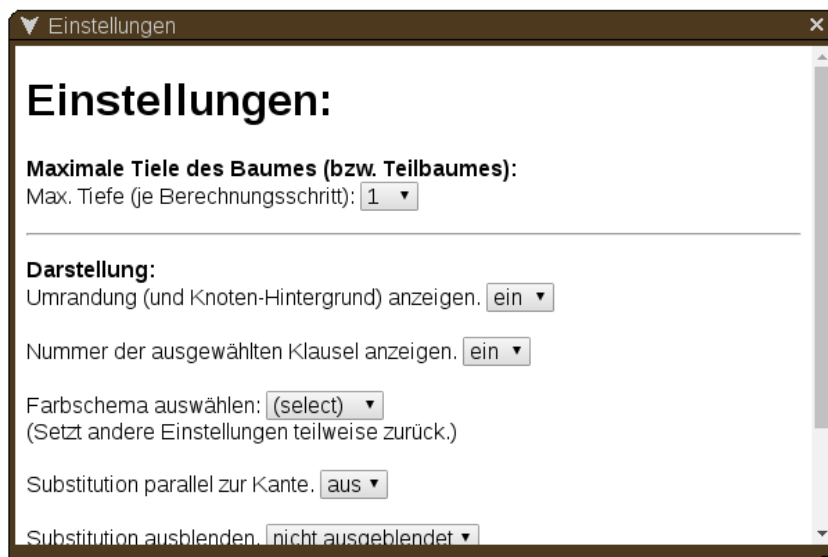 Einstellungen
Einstellungen:
Maximale Tiele des Baumes (bzw. Teilbaumes):
Max. Tiefe (je Berechnungsschritt): 1
Darstellung:
Umrandung (und Knoten-Hintergrund) anzeigen. ein
Nummer der ausgewählten Klausel anzeigen. ein
Farbschema auswählen: (select)
(Setzt andere Einstellungen teilweise zurück.)
Substitution parallel zur Kante. aus
Substitution ausblenden. nicht ausgeblendet